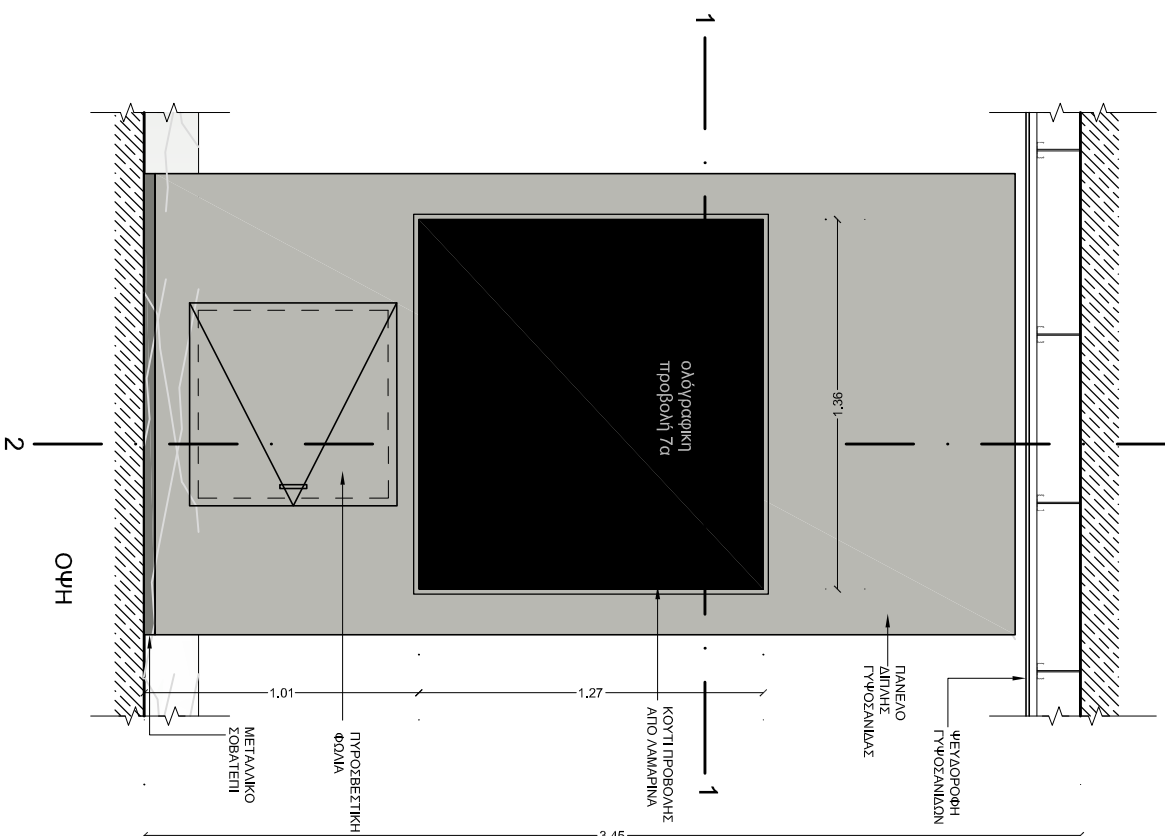 1
1
2
ολόγραφικη
προβολή 7α
1.36
1.01
1.27
3.45
ΨΕΥΔΟΡΟΦΗ
ΓΥΨΟΣΑΝΙΔΩΝ
ΠΑΝΕΛΟ
ΔΙΠΛΗΣ
ΓΥΨΟΣΑΝΙΔΑΣ
ΚΟΥΤΙ ΠΡΟΒΟΛΗΣ
ΑΠΟ ΛΑΜΑΡΙΝΑ
ΠΥΡΟΣΒΕΣΤΙΚΗ
ΦΩΛΙΑ
ΜΕΤΑΛΛΙΚΟ
ΣΟΒΑΤΕΠΙ
ΟΨΗ